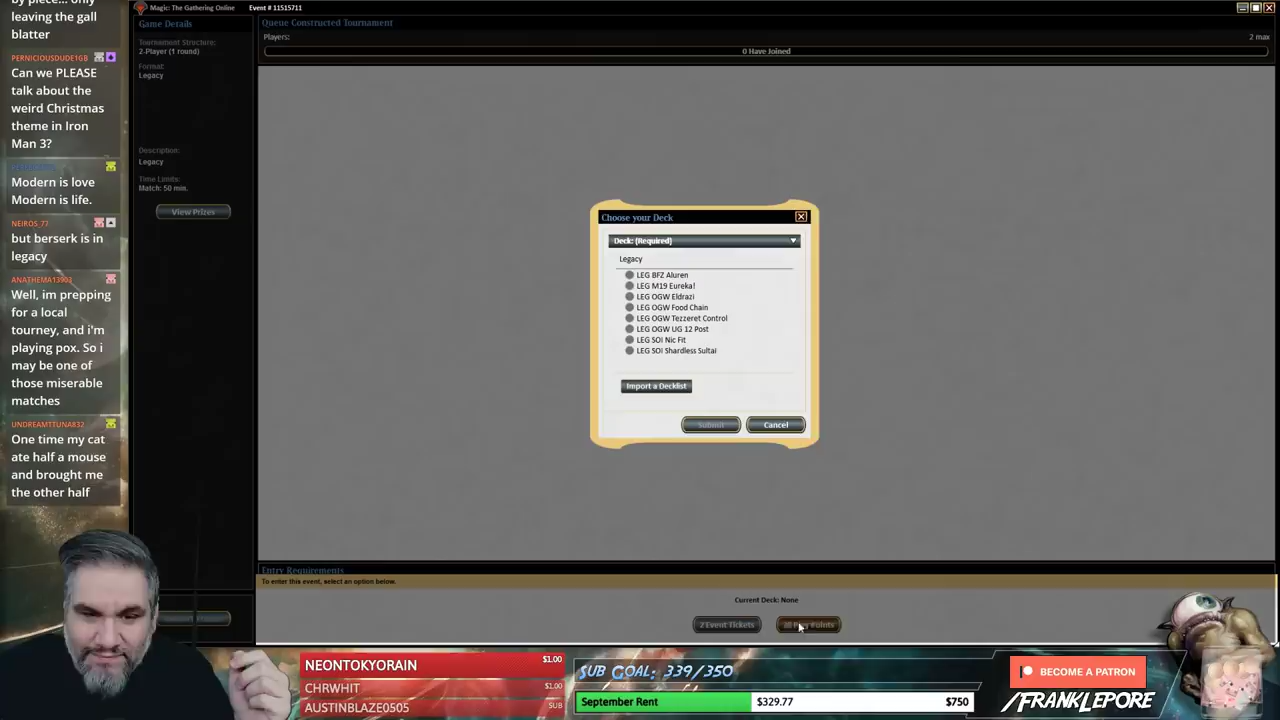 by piece... only
leaving the gall
blatter
PERNICIOUSDUDE1GB
Can we PLEASE
talk about the
weird Christmas
theme in Iron
Man 3?
Modern is love
Modern is life.
NEIROS_77
but berserk is in
legacy
ANATHEMA13903
Well, im prepping
for a local
tourney, and i'm
playing pox. So i
may be one of
those miserable
matches
UNDREAMTTUNA832
One time my cat
ate half a mouse
and brought me
the other half
Magic: The Gathering Online Event # 11515711
Game Details
Tournament Structure:
2-Player (1 round)
Format:
Legacy
Description:
Legacy
Time Limits:
Match: 50 min.
View Prizes
Queue Constructed Tournament
Players: 2 max
0 Have Joined
Choose your Deck
Deck: (Required)
Legacy
LEG BFZ Aluren
LEG M19 Eureka!
LEG OGW Eldrazi
LEG OGW Food Chain
LEG OGW Tezzeret Control
LEG OGW UG 12 Post
LEG SOI Nic Fit
LEG SOI Shardless Sultai
Import a Decklist
Submit Cancel
Entry Requirements
To enter this event, select an option below.
Current Deck: None
2 Event Tickets Play Points
NEONTOKYORAIN $1.00
CHRWHIT $1.00
AUSTINBLAZE0505 SUB
SUB GOAL: 339/350
September Rent $329.77 $750
BECOME A PATRON
/FRANKLEPORE